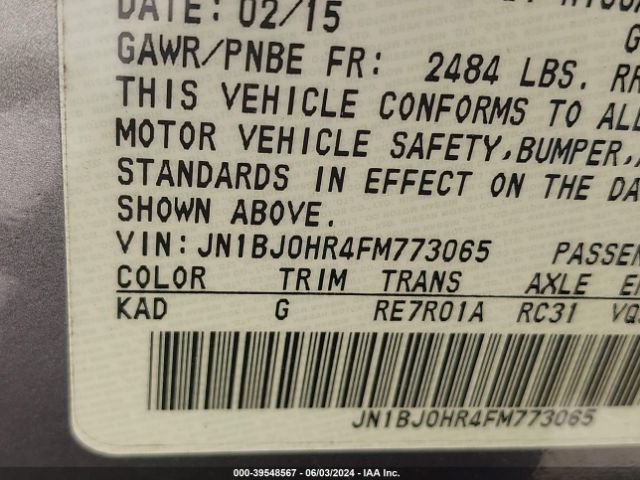 DATE: 02/15
GAWR/PNBE FR: 2484 LBS. RR
THIS VEHICLE CONFORMS TO ALL
MOTOR VEHICLE SAFETY, BUMPER,
STANDARDS IN EFFECT ON THE DA
SHOWN ABOVE.
VIN: JN1BJ0HR4FM773065 PASSEN
COLOR TRIM TRANS AXLE EN
KAD G RE7R01A RC31 VQ
JN1BJ0HR4FM773065
000-39548567 - 06/03/2024 - IAA Inc.